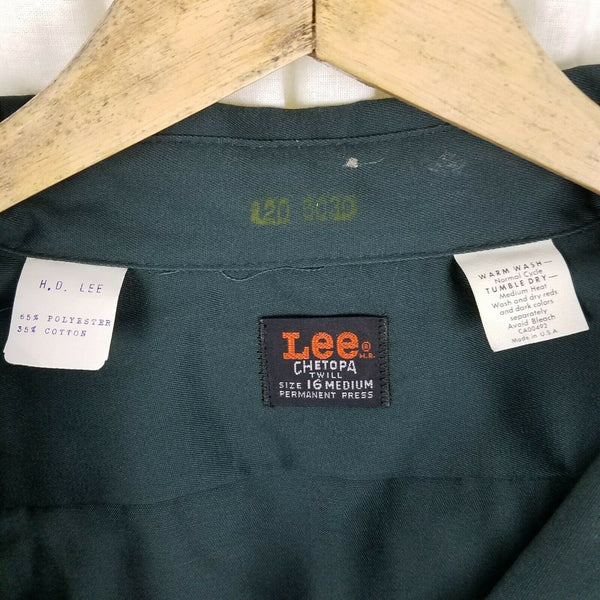 H.D. LEE
65% POLYESTER
35% COTTON
Lee®
M.R.
CHETOPA
TWILL
SIZE 16 MEDIUM
PERMANENT PRESS
WARM WASH—
Normal Cycle
TUMBLE DRY—
Medium Heat
Wash and dry reds
and dark colors
separately
Avoid Bleach
CA00492
Made in U.S.A